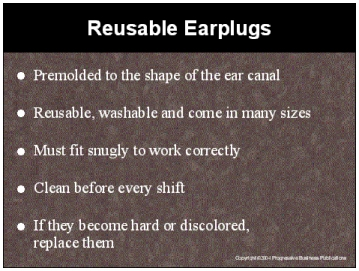 Reusable Earplugs
• Premolded to the shape of the ear canal
• Reusable, washable and come in many sizes
• Must fit snugly to work correctly
• Clean before every shift
• If they become hard or discolored,
replace them
Copyright ©2004 Progressive Business Publications